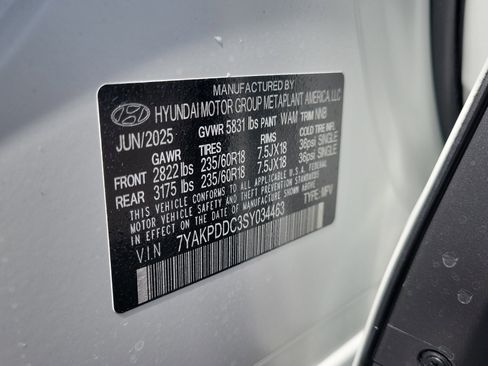 MANUFACTURED BY
HYUNDAI MOTOR GROUP METAPLANT AMERICA, LLC
JUN/2025 GVWR 5831 lbs PAINT WAM TRIM NNB
GAWR TIRES COLD TIRE PRESSURE
FRONT 2822 lbs 235/60R18 7.5JX18 36psi SINGLE
REAR 3175 lbs 235/60R18 7.5JX18 36psi SINGLE
THIS VEHICLE CONFORMS TO ALL APPLICABLE U.S.A. FEDERAL
MOTOR VEHICLE SAFETY AND THEFT PREVENTION STANDARDS
IN EFFECT ON THE DATE OF MANUFACTURE SHOWN ABOVE.
V.I.N 7YAKPDDC3SY034463 TYPE:MPV